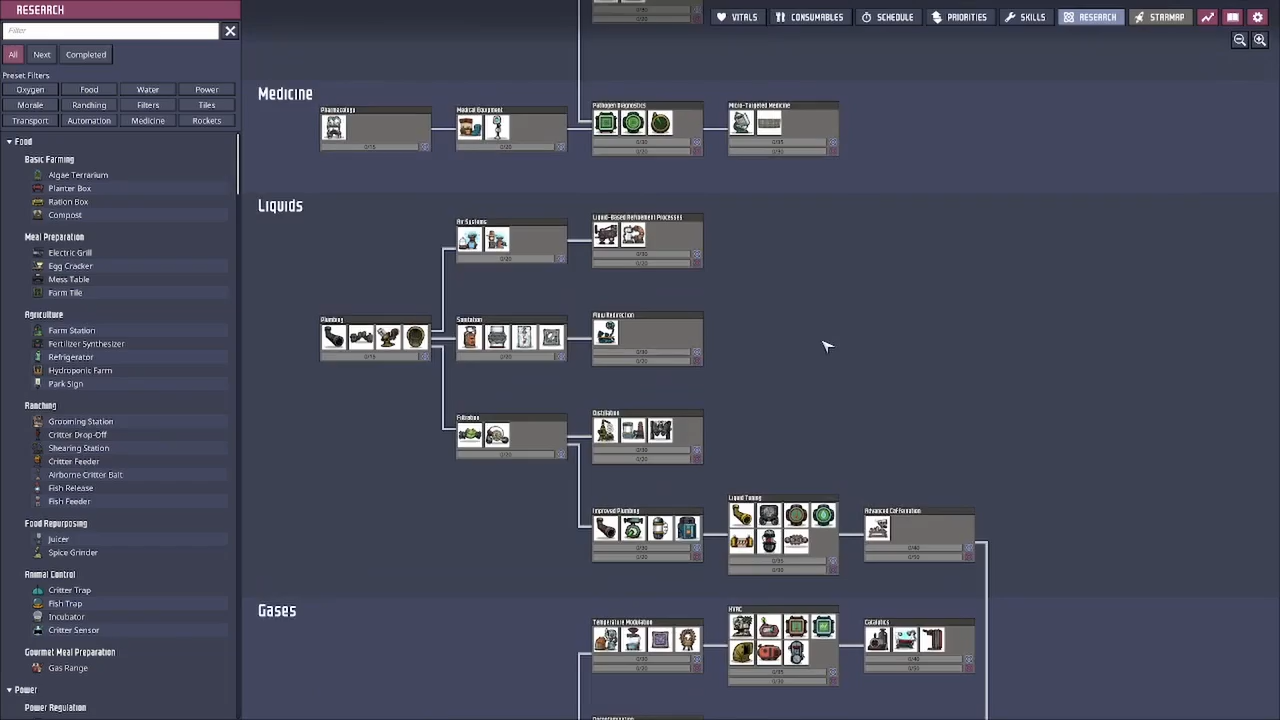 RESEARCH
VITALS
CONSUMABLES
SCHEDULE
PRIORITIES
SKILLS
RESEARCH
STARMAP
Filter
All
Next
Completed
Preset Filters
Oxygen
Food
Water
Power
Morale
Ranching
Filters
Tiles
Transport
Automation
Medicine
Rockets
Food
Basic Farming
Algae Terrarium
Planter Box
Ration Box
Compost
Meal Preparation
Electric Grill
Egg Cracker
Mess Table
Farm Tile
Agriculture
Farm Station
Fertilizer Synthesizer
Refrigerator
Hydroponic Farm
Park Sign
Ranching
Grooming Station
Critter Drop-Off
Shearing Station
Critter Feeder
Airborne Critter Bait
Fish Release
Fish Feeder
Food Repurposing
Juicer
Spice Grinder
Animal Control
Critter Trap
Fish Trap
Incubator
Critter Sensor
Gourmet Meal Preparation
Gas Range
Power
Power Regulation
Medicine
Pharmacology
Medical Equipment
Pathogen Diagnostics
Micro-Targeted Medicine
Liquids
Air Systems
Liquid-Based Refinement Processes
Plumbing
Sanitation
Flow Redirection
Filtration
Distillation
Improved Plumbing
Liquid Tuning
Advanced Caffeination
Gases
Temperature Modulation
HVAC
Catalytics